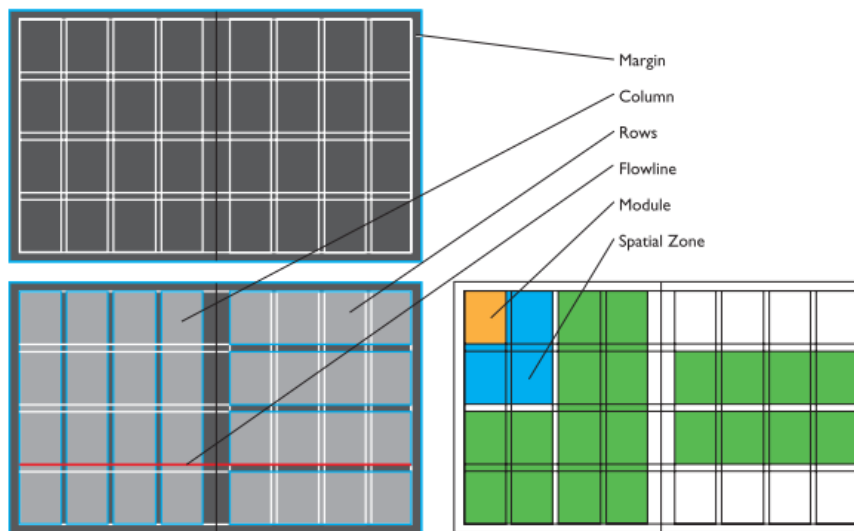 Margin
Column
Rows
Flowline
Module
Spatial Zone